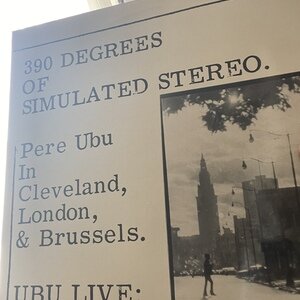 390 DEGREES
OF
SIMULATED STEREO.
Pere Ubu
In
Cleveland,
London,
& Brussels.
UBU LIVE: